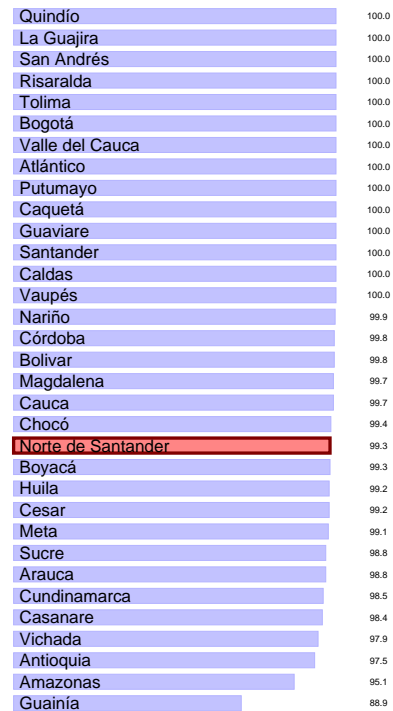 Quindío 100.0
La Guajira 100.0
San Andrés 100.0
Risaralda 100.0
Tolima 100.0
Bogotá 100.0
Valle del Cauca 100.0
Atlántico 100.0
Putumayo 100.0
Caquetá 100.0
Guaviare 100.0
Santander 100.0
Caldas 100.0
Vaupés 100.0
Nariño 99.9
Córdoba 99.8
Bolivar 99.8
Magdalena 99.7
Cauca 99.7
Chocó 99.4
Norte de Santander 99.3
Boyacá 99.3
Huila 99.2
Cesar 99.2
Meta 99.1
Sucre 98.8
Arauca 98.8
Cundinamarca 98.5
Casanare 98.4
Vichada 97.9
Antioquia 97.5
Amazonas 95.1
Guainía 88.9